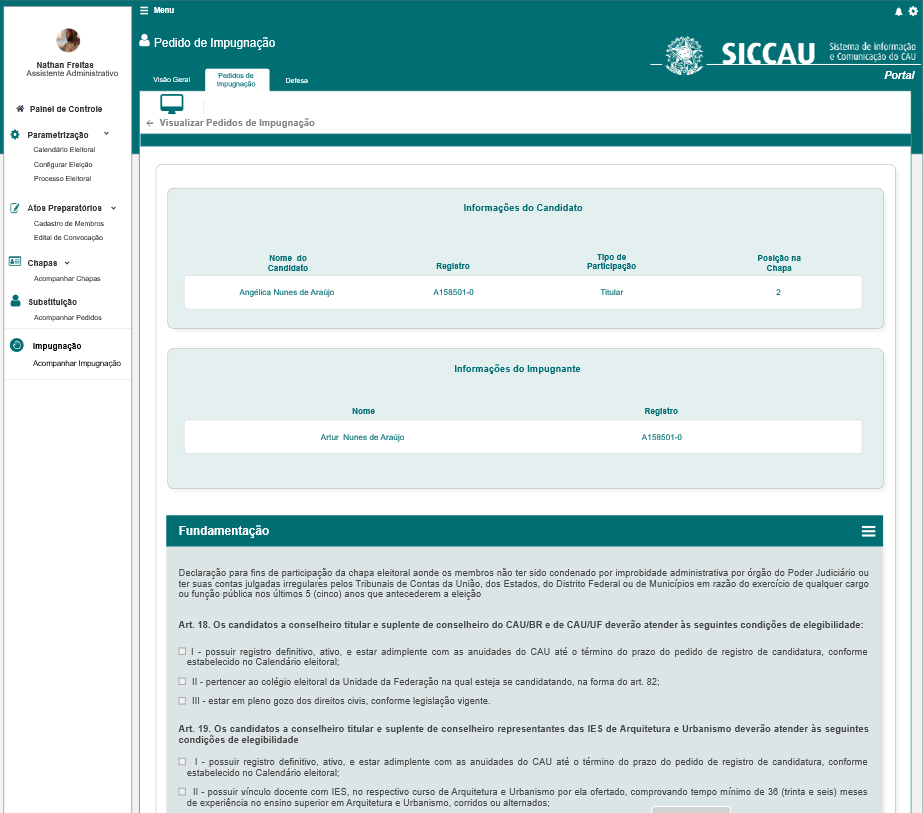 Menu
Pedido de Impugnação
SICCAU
Sistema de Informação
e Comunicação do CAU
Portal
Visão Geral
Pedidos de
Impugnação
Defesa
Visualizar Pedidos de Impugnação
Nathan Freitas
Assistente Administrativo
Painel de Controle
Parametrização
Calendário Eleitoral
Configurar Eleição
Processo Eleitoral
Atos Preparatórios
Cadastro de Membros
Edital de Convocação
Chapas
Acompanhar Chapas
Substituição
Acompanhar Pedidos
Impugnação
Acompanhar Impugnação
Informações do Candidato
Nome do
Candidato
Registro
Tipo de
Participação
Posição na
Chapa
Angélica Nunes de Araújo
A158501-0
Titular
2
Informações do Impugnante
Nome
Registro
Artur Nunes de Araújo
A158501-0
Fundamentação
Declaração para fins de participação da chapa eleitoral aonde os membros não ter sido condenado por improbidade administrativa por órgão do Poder Judiciário ou
ter suas contas julgadas irregulares pelos Tribunais de Contas da União, dos Estados, do Distrito Federal ou de Municípios em razão do exercício de qualquer cargo
ou função pública nos últimos 5 (cinco) anos que antecederem a eleição
Art. 18. Os candidatos a conselheiro titular e suplente de conselheiro do CAU/BR e de CAU/UF deverão atender às seguintes condições de elegibilidade:
I - possuir registro definitivo, ativo, e estar adimplente com as anuidades do CAU até o término do prazo do pedido de registro de candidatura, conforme
estabelecido no Calendário eleitoral;
II - pertencer ao colégio eleitoral da Unidade da Federação na qual esteja se candidatando, na forma do art. 82;
III - estar em pleno gozo dos direitos civis, conforme legislação vigente.
Art. 19. Os candidatos a conselheiro titular e suplente de conselheiro representantes das IES de Arquitetura e Urbanismo deverão atender às seguintes
condições de elegibilidade
I - possuir registro definitivo, ativo, e estar adimplente com as anuidades do CAU até o término do prazo do pedido de registro de candidatura, conforme
estabelecido no Calendário eleitoral;
II - possuir vínculo docente com IES, no respectivo curso de Arquitetura e Urbanismo por ela ofertado, comprovando tempo mínimo de 36 (trinta e seis) meses
de experiência no ensino superior em Arquitetura e Urbanismo, corridos ou alternados;